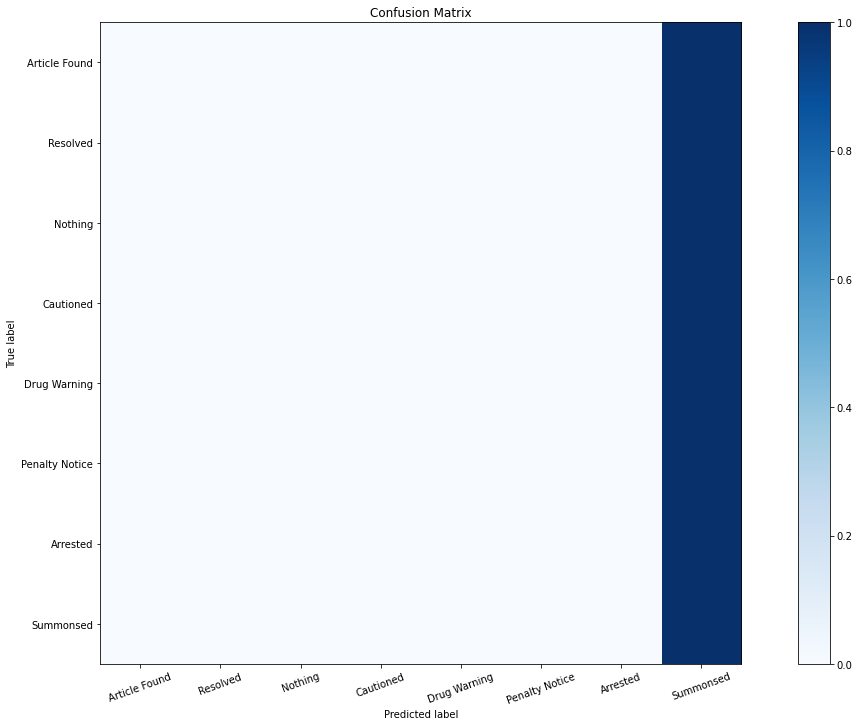 Confusion Matrix
True label
Article Found
Resolved
Nothing
Cautioned
Drug Warning
Penalty Notice
Arrested
Summonsed
Article Found
Resolved
Nothing
Cautioned
Drug Warning
Penalty Notice
Arrested
Summonsed
Predicted label
1.0
0.8
0.6
0.4
0.2
0.0